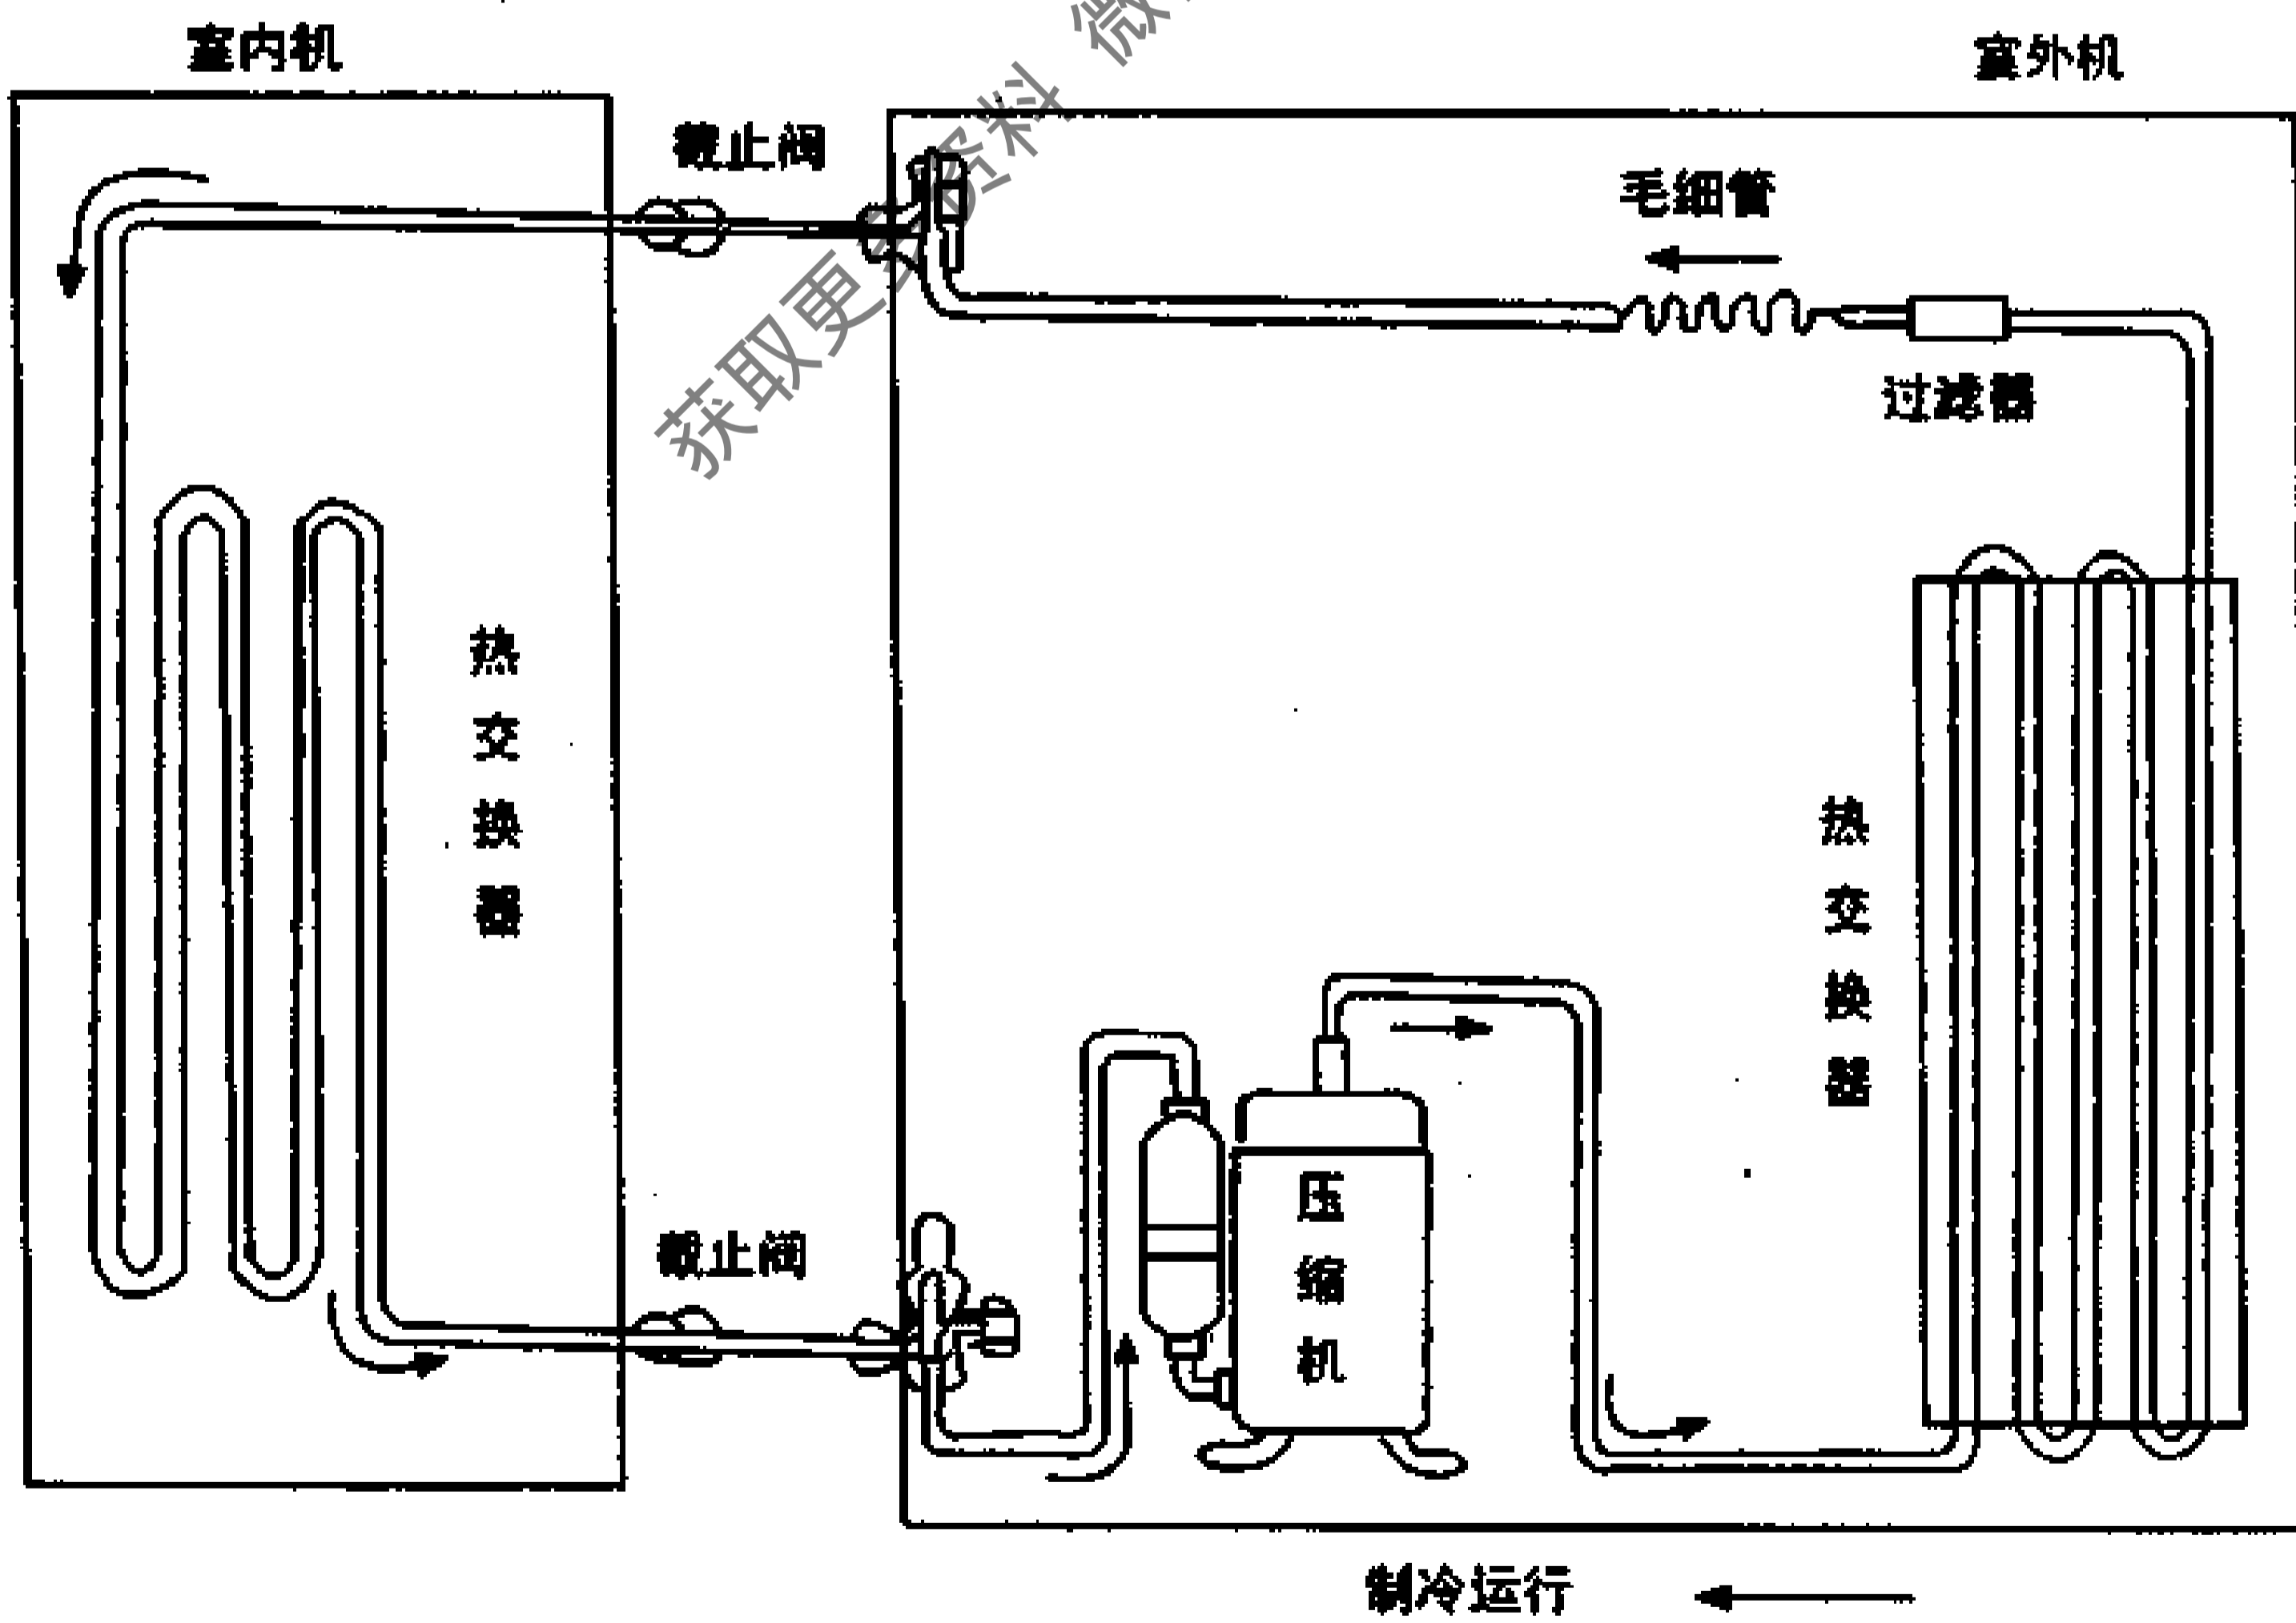 室内机
室外机
截止阀
毛细管
过滤器
热交换器
热交换器
截止阀
压缩机
制冷运行
获取更多资料 微